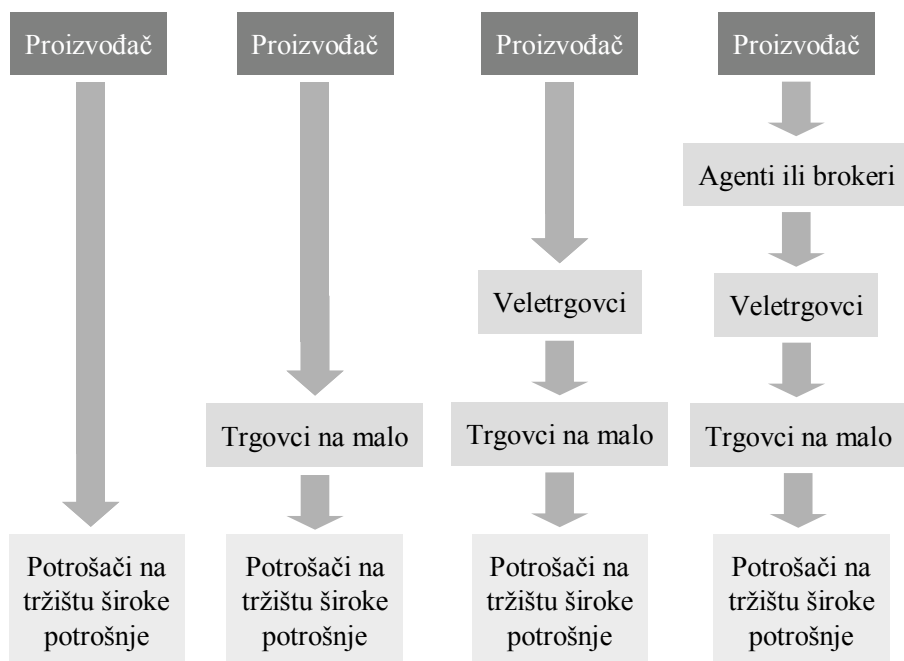 Proizvođač
Proizvođač
Proizvođač
Proizvođač
Agenti ili brokeri
Veletrgovci
Veletrgovci
Trgovci na malo
Trgovci na malo
Trgovci na malo
Potrošači na
tržištu široke
potrošnje
Potrošači na
tržištu široke
potrošnje
Potrošači na
tržištu široke
potrošnje
Potrošači na
tržištu široke
potrošnje